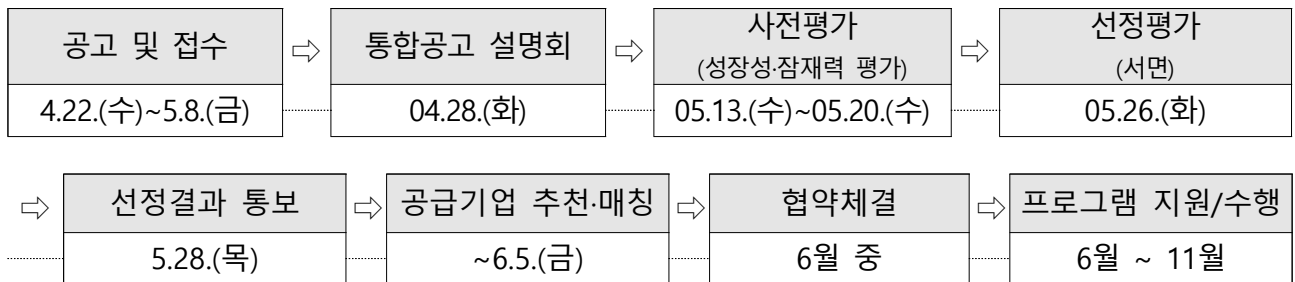 공고 및 접수 ⇨ 통합공고 설명회 ⇨ 사전평가 ⇨ 선정평가
(성장성·잠재력 평가) (서면)
4.22.(수)~5.8.(금) 04.28.(화) 05.13.(수)~05.20.(수) 05.26.(화)
⇨ 선정결과 통보 ⇨ 공급기업 추천·매칭 ⇨ 협약체결 ⇨ 프로그램 지원/수행
5.28.(목) ~6.5.(금) 6월 중 6월 ~ 11월